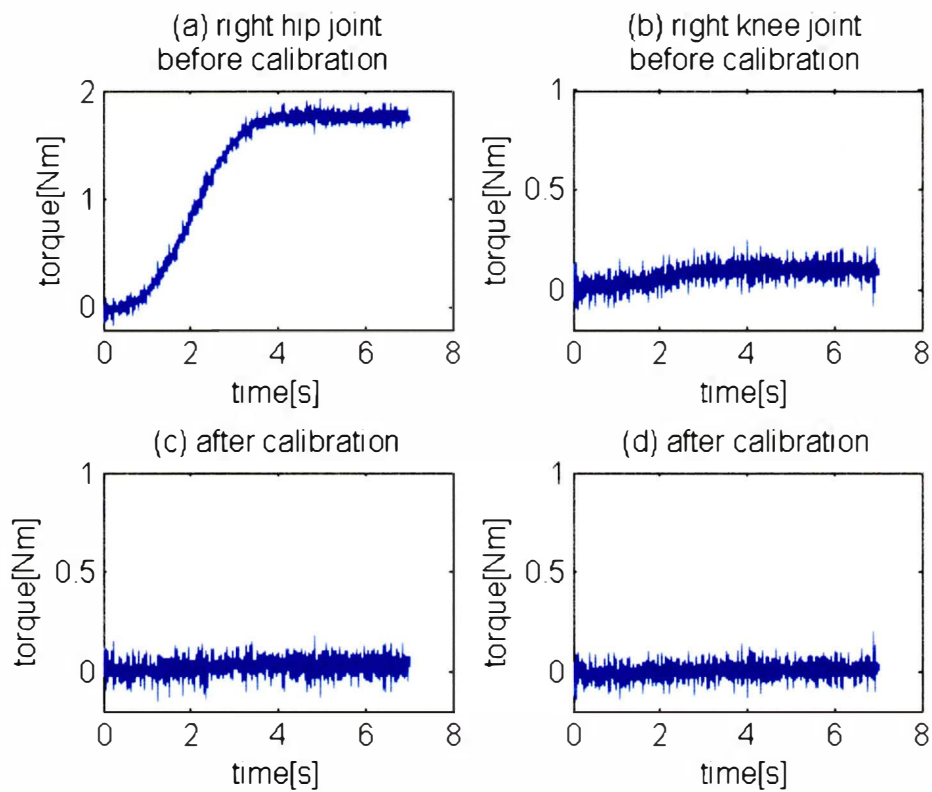 (a) right hip joint
before calibration
(b) right knee joint
before calibration
2
1
0
torque[Nm]
0 2 4 6 8
time[s]
1
0.5
0
torque[Nm]
0 2 4 6 8
time[s]
(c) after calibration
(d) after calibration
1
0.5
0
torque[Nm]
0 2 4 6 8
time[s]
1
0.5
0
torque[Nm]
0 2 4 6 8
time[s]